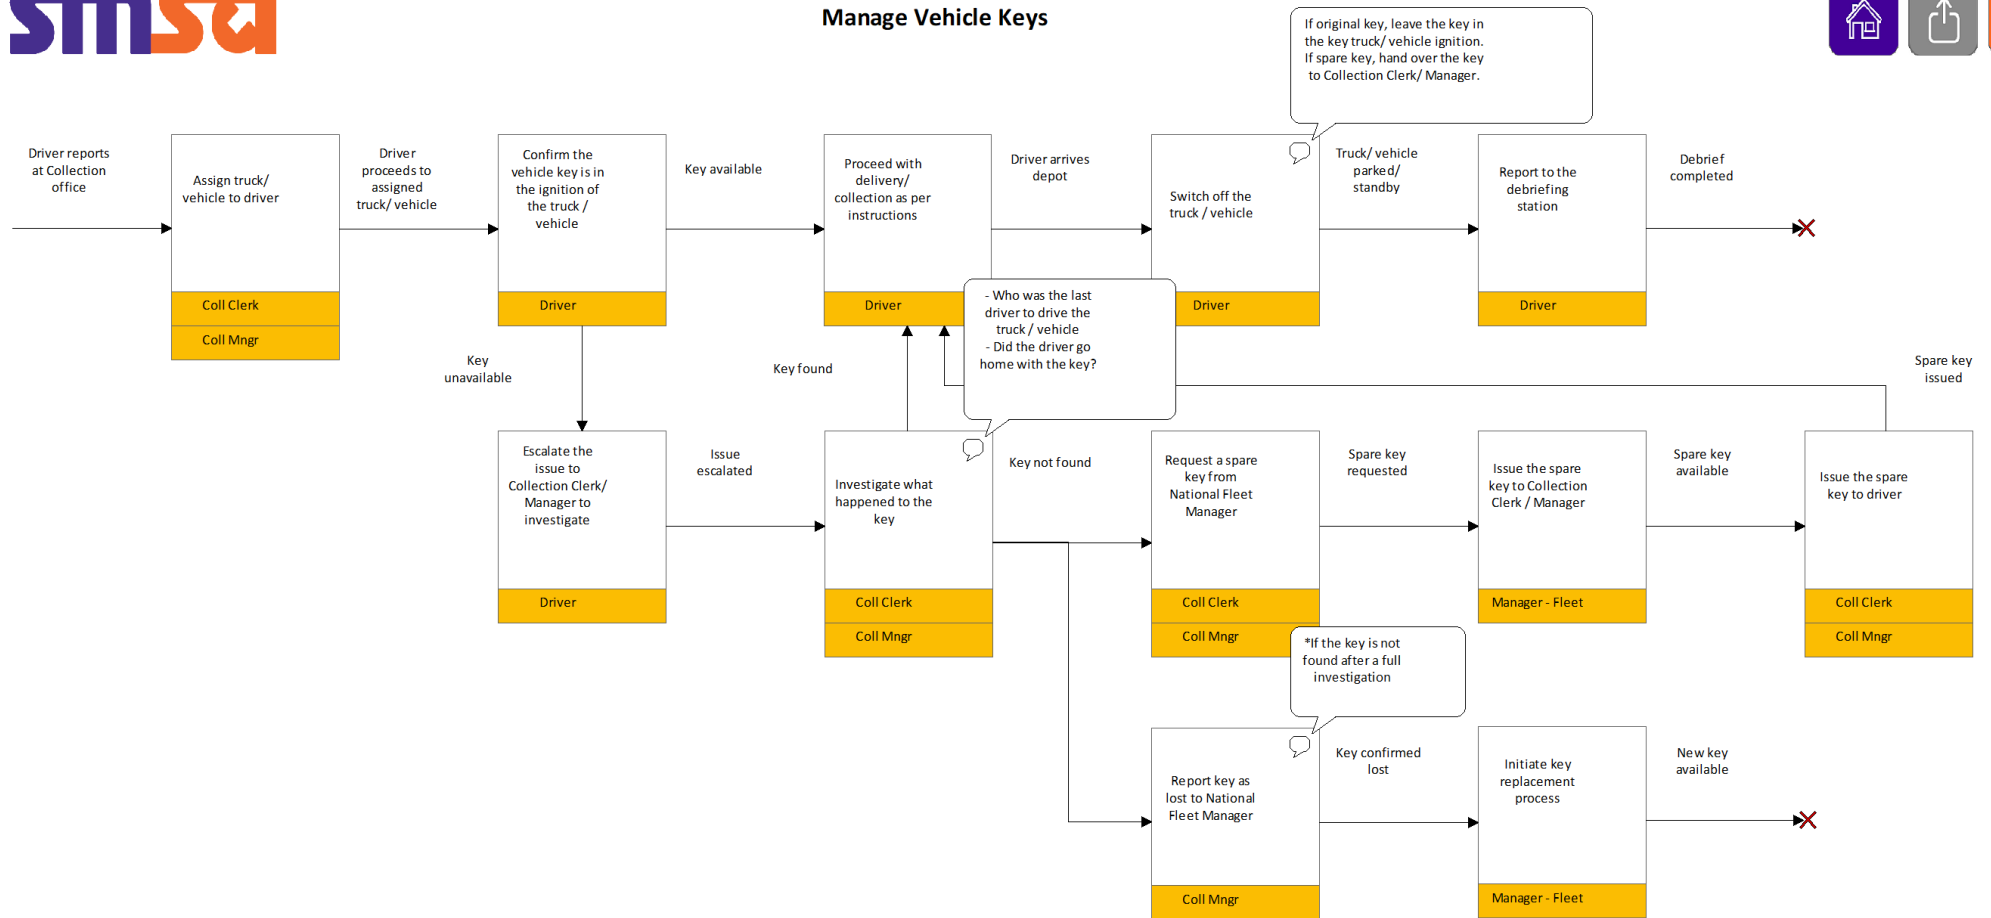 smsa
Manage Vehicle Keys
If original key, leave the key in
the key truck/ vehicle ignition.
If spare key, hand over the key
to Collection Clerk/ Manager.
Driver reports
at Collection
office
Assign truck/
vehicle to driver
Coll Clerk
Coll Mngr
Driver
proceeds to
assigned
truck/ vehicle
Confirm the
vehicle key is in
the ignition of
the truck /
vehicle
Driver
Key available
Proceed with
delivery/
collection as per
instructions
Driver
Driver arrives
depot
Switch off the
truck / vehicle
Driver
Truck/ vehicle
parked/
standby
Report to the
debriefing
station
Driver
Debrief
completed
- Who was the last
driver to drive the
truck / vehicle
- Did the driver go
home with the key?
Key
unavailable
Key found
Spare key
issued
Escalate the
issue to
Collection Clerk/
Manager to
investigate
Driver
Issue
escalated
Investigate what
happened to the
key
Coll Clerk
Coll Mngr
Key not found
Request a spare
key from
National Fleet
Manager
Coll Clerk
Coll Mngr
Spare key
requested
Issue the spare
key to Collection
Clerk / Manager
Manager - Fleet
Spare key
available
Issue the spare
key to driver
Coll Clerk
Coll Mngr
*If the key is not
found after a full
investigation
Report key as
lost to National
Fleet Manager
Coll Mngr
Key confirmed
lost
Initiate key
replacement
process
Manager - Fleet
New key
available